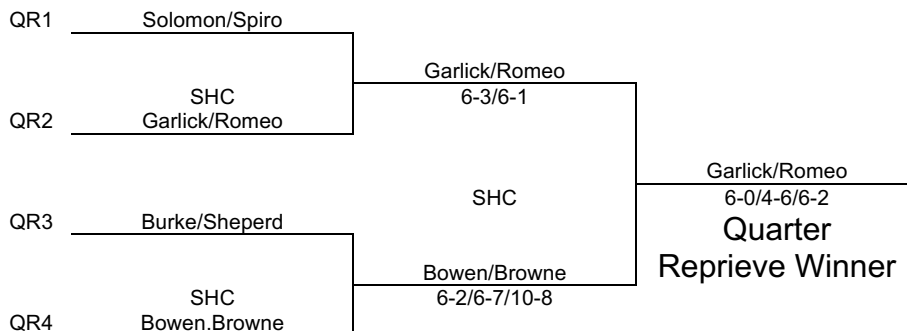 QR1 Solomon/Spiro
Garlick/Romeo
SHC
6-3/6-1
QR2 Garlick/Romeo
Garlick/Romeo
SHC
6-0/4-6/6-2
QR3 Burke/Sheperd
Quarter
Reprieve Winner
Bowen/Browne
SHC
6-2/6-7/10-8
QR4 Bowen.Browne